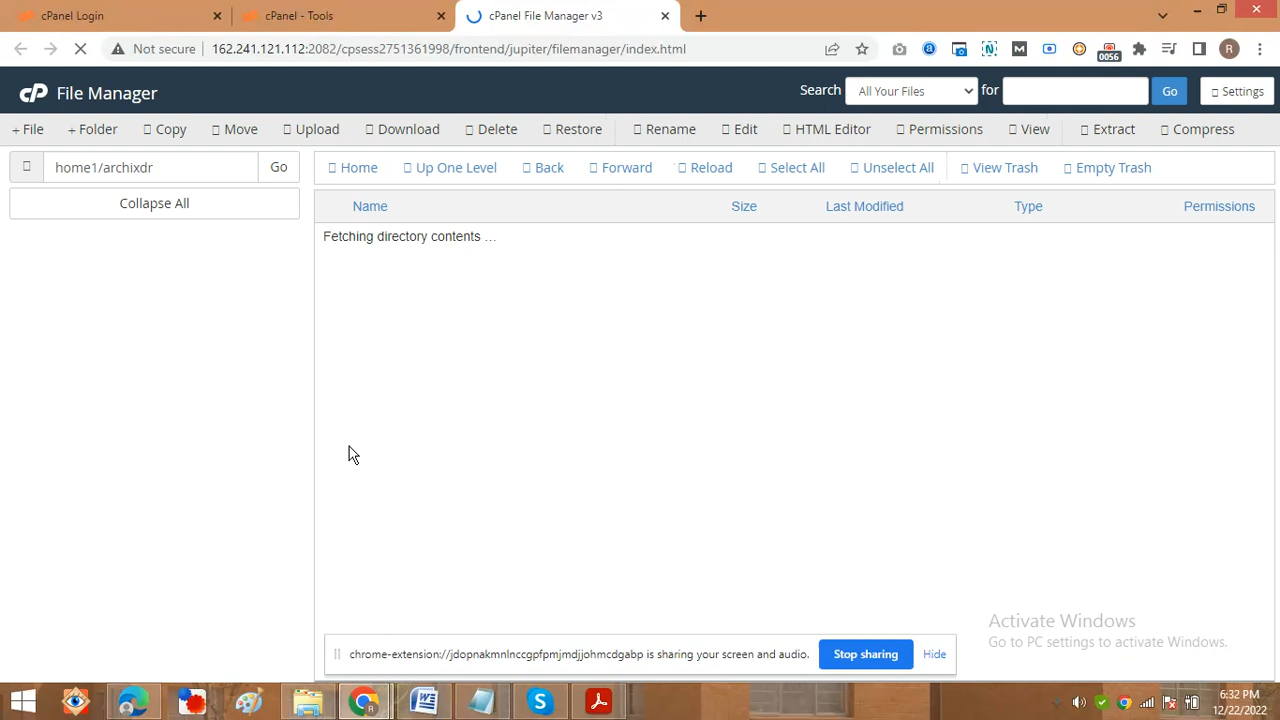 cPanel Login
cPanel - Tools
cPanel File Manager v3
Not secure 162.241.121.112:2082/cpsess2751361998/frontend/jupiter/filemanager/index.html
0056
R
cP File Manager
Search All Your Files for Go Settings
+ File + Folder Copy Move Upload Download Delete Restore Rename Edit HTML Editor Permissions View Extract Compress
home1/archixdr Go
Home Up One Level Back Forward Reload Select All Unselect All View Trash Empty Trash
Collapse All
Name Size Last Modified Type Permissions
Fetching directory contents …
Activate Windows
Go to PC settings to activate Windows.
chrome-extension://jdopnakmnlnccgpfpmjmdjjohmcdgabp is sharing your screen and audio. Stop sharing Hide
6:32 PM
12/22/2022